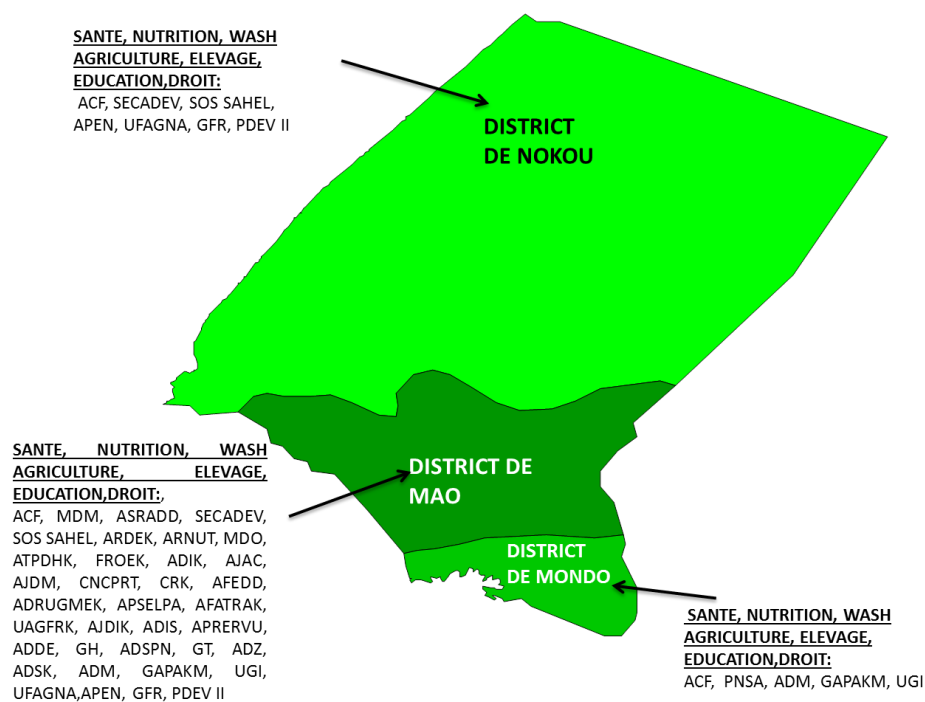 SANTE, NUTRITION, WASH
AGRICULTURE, ELEVAGE,
EDUCATION,DROIT:
ACF, SECADEV, SOS SAHEL,
APEN, UFAGNA, GFR, PDEV II
DISTRICT
DE NOKOU
SANTE, NUTRITION, WASH
AGRICULTURE, ELEVAGE,
EDUCATION,DROIT:,
ACF, MDM, ASRADD, SECADEV,
SOS SAHEL, ARDEK, ARNUT, MDO,
ATPDHK, FROEK, ADIK, AJAC,
AJDM, CNCPRT, CRK, AFEDD,
ADRUGMEK, APSELPA, AFATRAK,
UAGFRK, AJDIK, ADIS, APRERVU,
ADDE, GH, ADSPN, GT, ADZ,
ADSK, ADM, GAPAKM, UGI,
UFAGNA,APEN, GFR, PDEV II
DISTRICT DE
MAO
DISTRICT
DE MONDO
SANTE, NUTRITION, WASH
AGRICULTURE, ELEVAGE,
EDUCATION,DROIT:
ACF, PNSA, ADM, GAPAKM, UGI